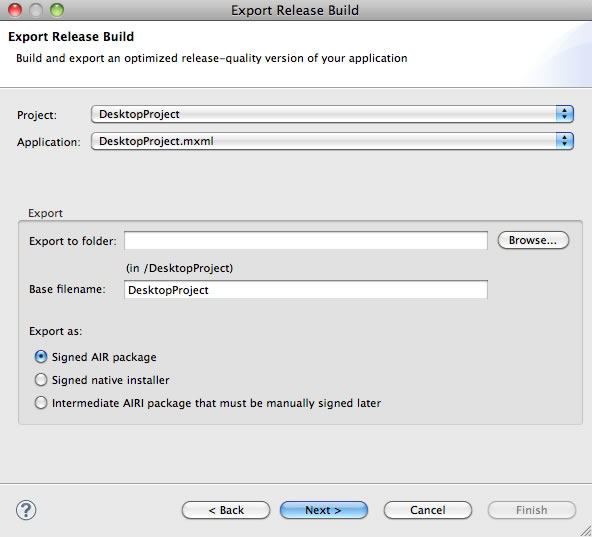 Export Release Build
Export Release Build
Build and export an optimized release-quality version of your application
Project: DesktopProject
Application: DesktopProject.mxml
Export
Export to folder: Browse...
(in /DesktopProject)
Base filename: DesktopProject
Export as:
Signed AIR package
Signed native installer
Intermediate AIRI package that must be manually signed later
? < Back Next > Cancel Finish